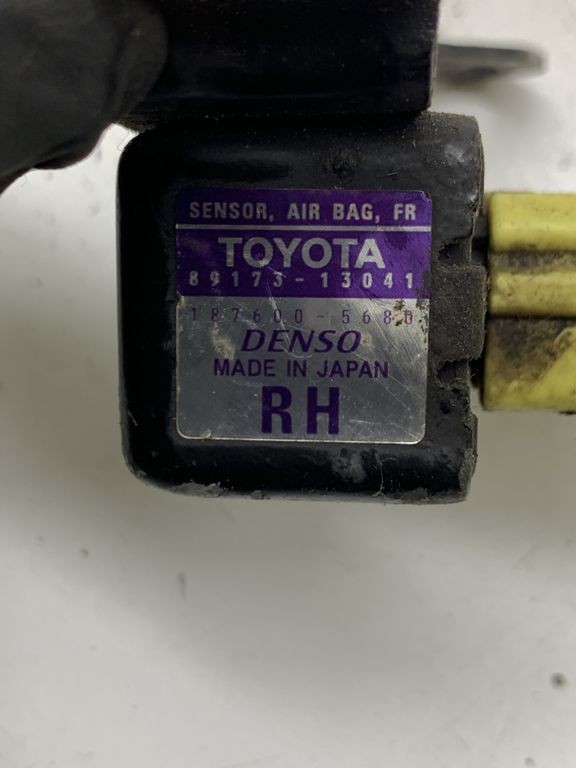 SENSOR, AIR BAG, FR
TOYOTA
89173-13041
187600-5680
DENSO
MADE IN JAPAN
RH